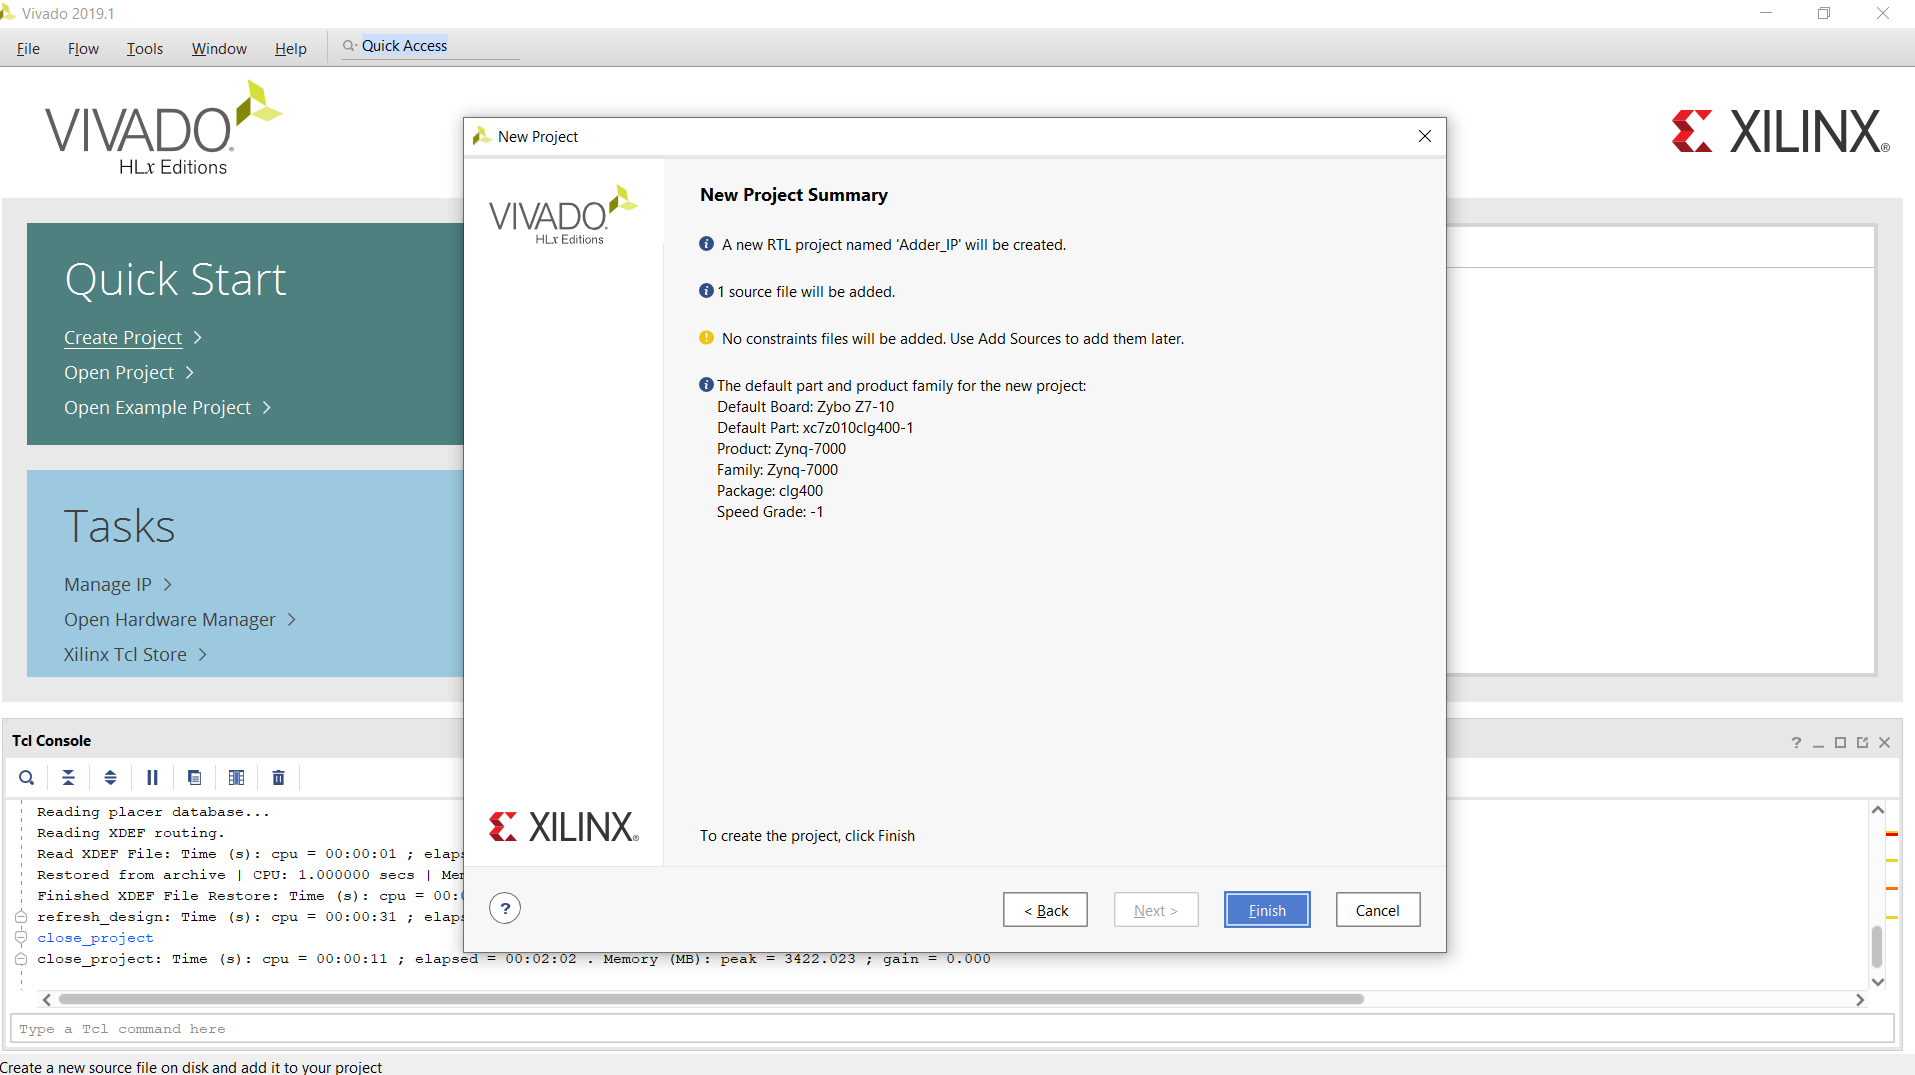 Vivado 2019.1
File Flow Tools Window Help Quick Access
VIVADO.
HLx Editions
XILINX®
Quick Start
Create Project
Open Project
Open Example Project
Tasks
Manage IP
Open Hardware Manager
Xilinx Tcl Store
New Project
VIVADO.
HLx Editions
New Project Summary
A new RTL project named 'Adder_IP' will be created.
1 source file will be added.
No constraints files will be added. Use Add Sources to add them later.
The default part and product family for the new project:
Default Board: Zybo Z7-10
Default Part: xc7z010clg400-1
Product: Zynq-7000
Family: Zynq-7000
Package: clg400
Speed Grade: -1
XILINX®
To create the project, click Finish
? < Back Next > Finish Cancel
Tcl Console
Reading placer database...
Reading XDEF routing.
Read XDEF File: Time (s): cpu = 00:00:01 ; elaps
Restored from archive | CPU: 1.000000 secs | Mem
Finished XDEF File Restore: Time (s): cpu = 00:0
refresh_design: Time (s): cpu = 00:00:31 ; elaps
close_project
close_project: Time (s): cpu = 00:00:11 ; elapsed = 00:02:02 . Memory (MB): peak = 3422.023 ; gain = 0.000
Type a Tcl command here
Create a new source file on disk and add it to your project